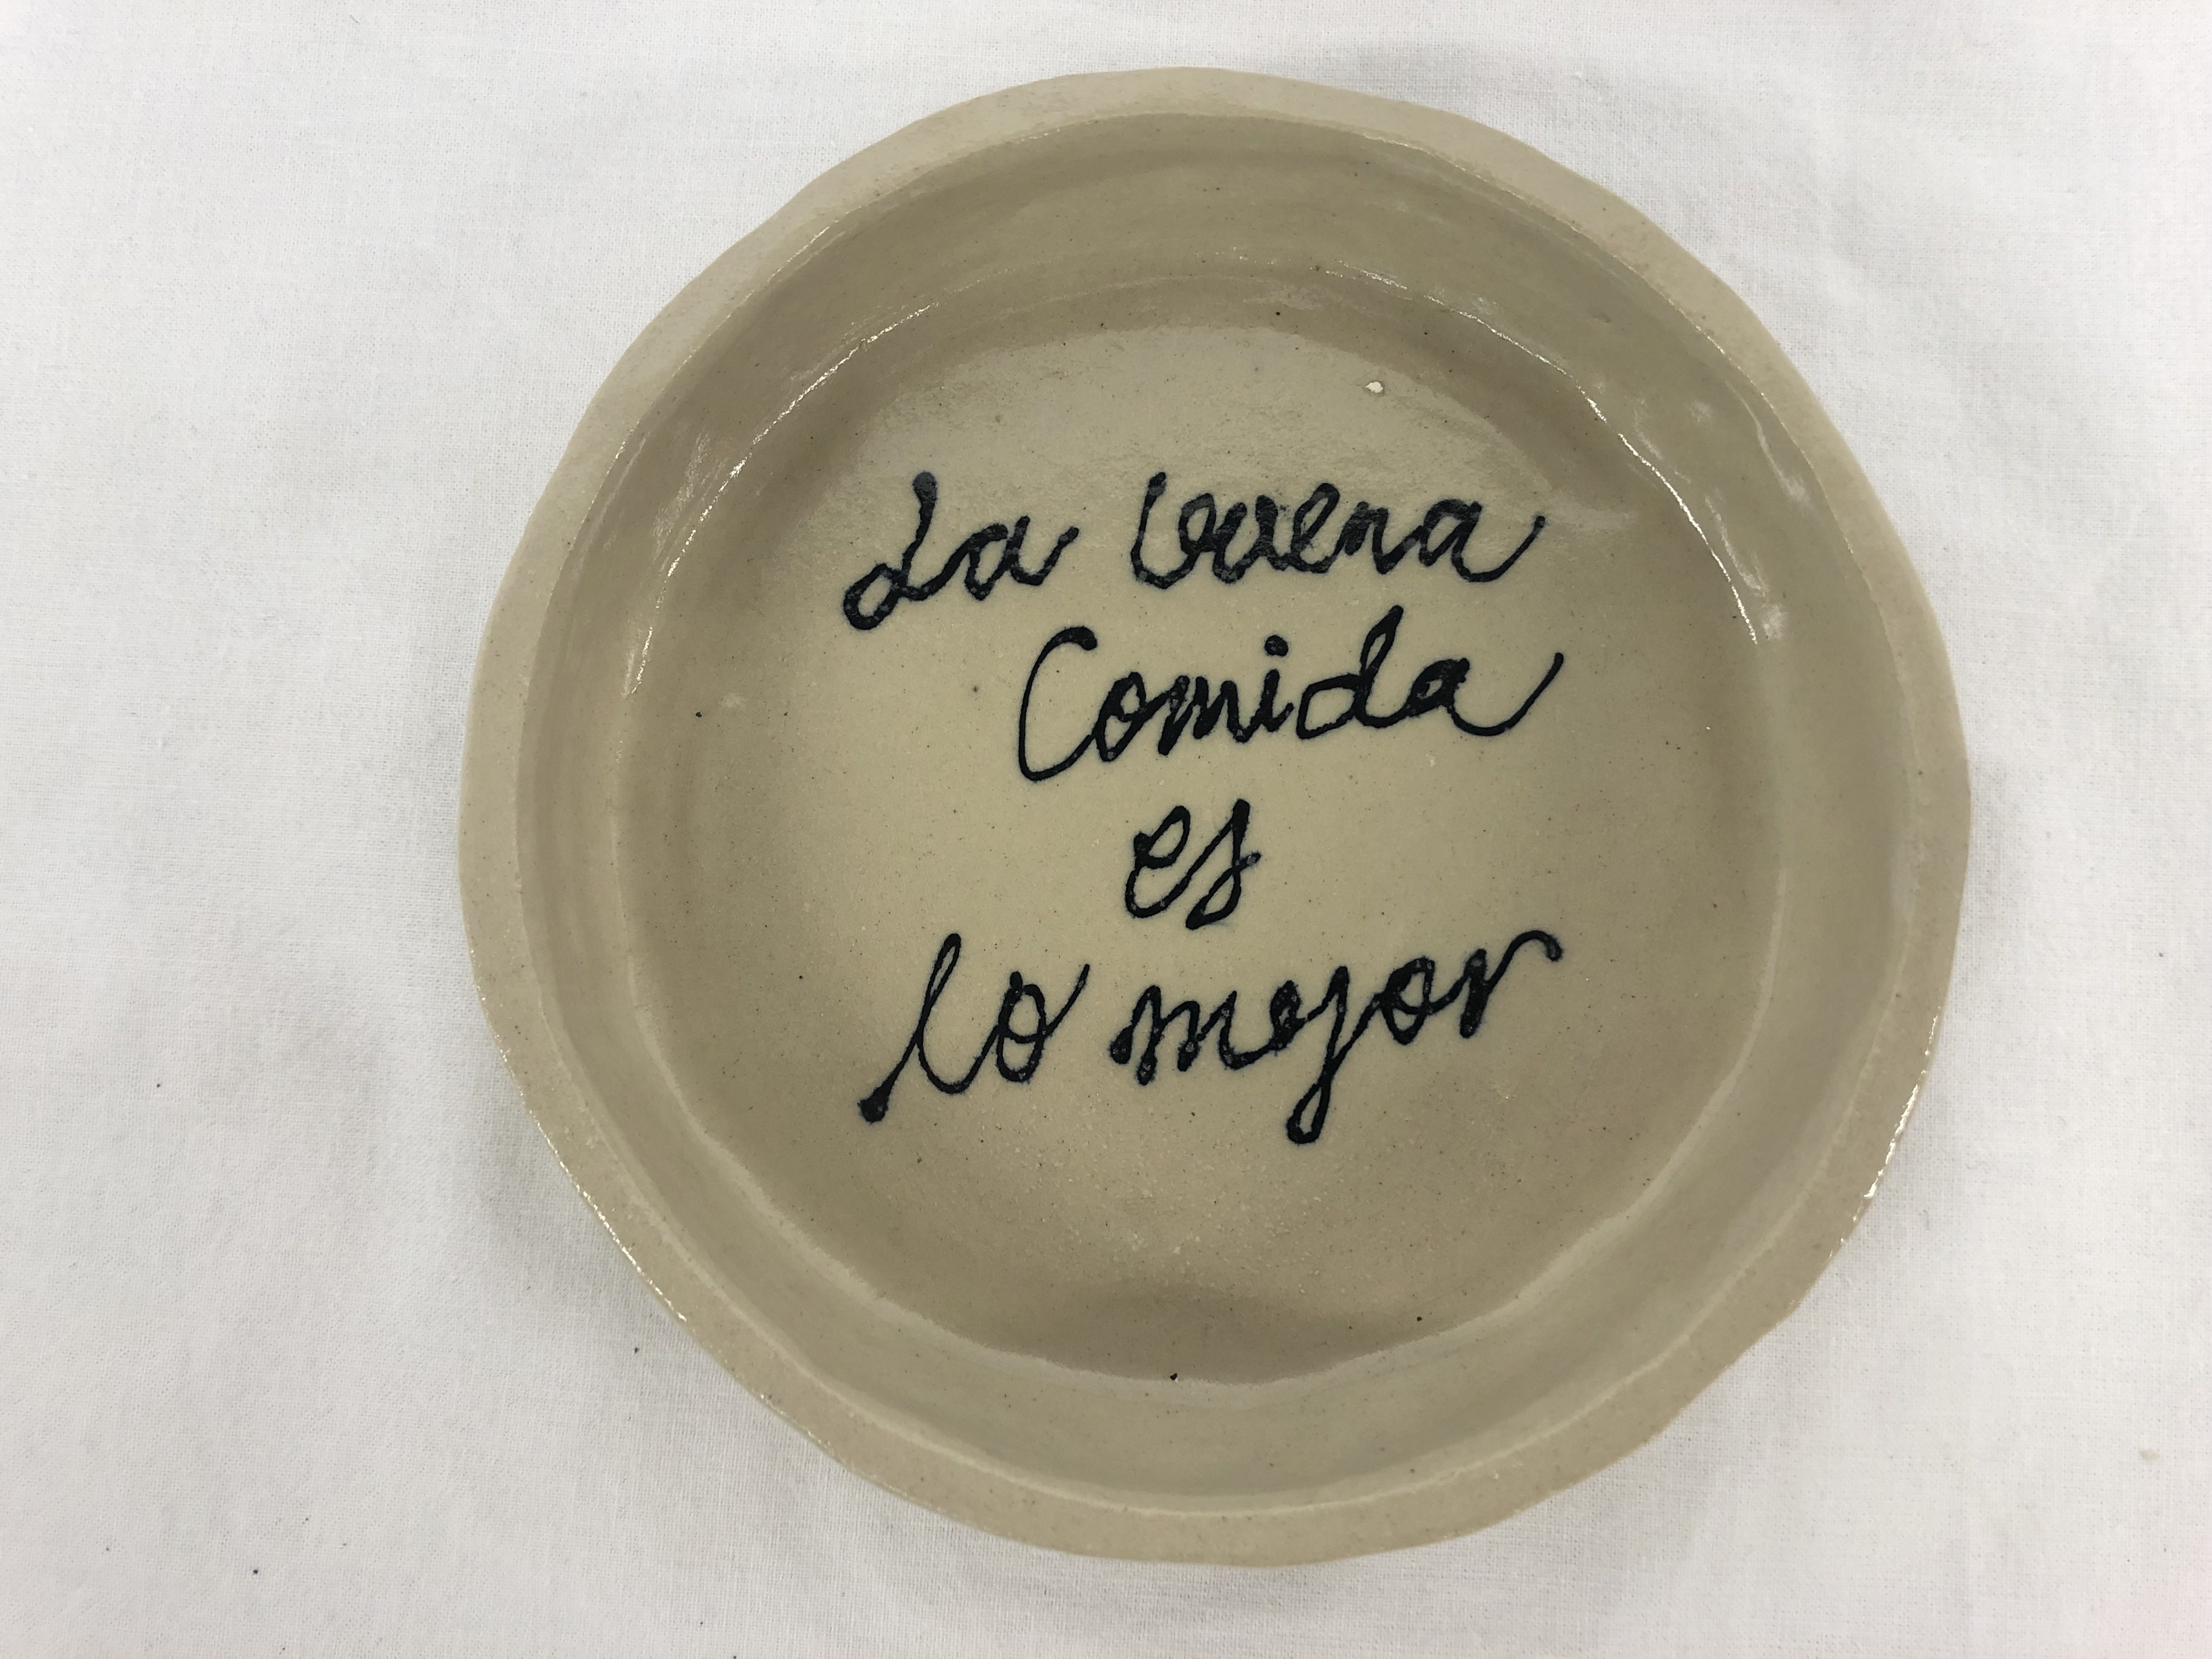 La buena
Comida
es
lo mejor